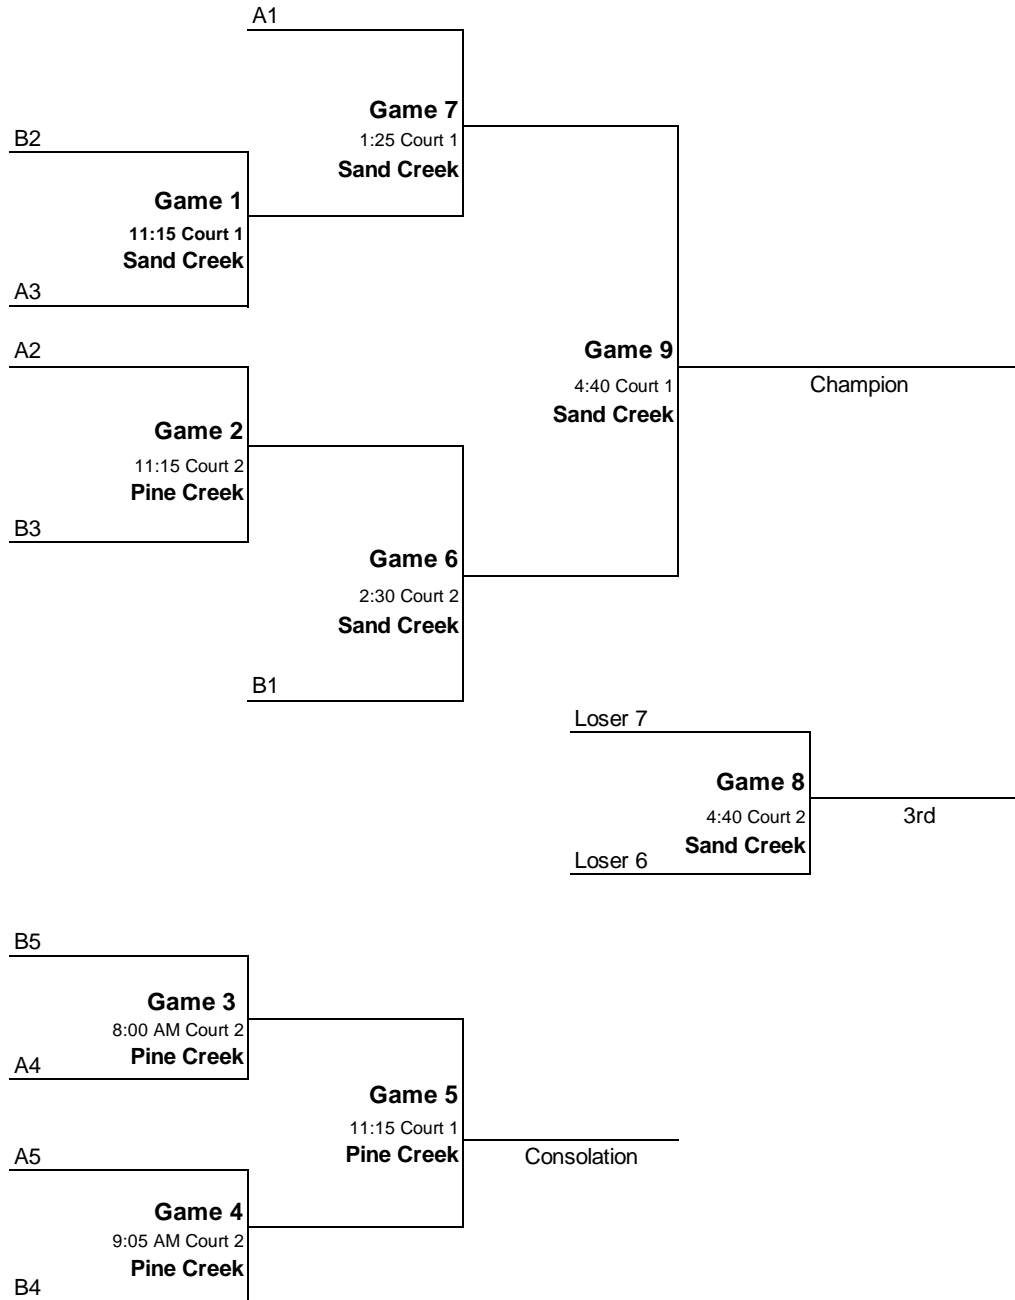 A1
Game 7
1:25 Court 1
Sand Creek
B2
Game 1
11:15 Court 1
Sand Creek
A3
A2
Game 9
4:40 Court 1
Sand Creek
Champion
Game 2
11:15 Court 2
Pine Creek
B3
Game 6
2:30 Court 2
Sand Creek
B1
Loser 7
Game 8
4:40 Court 2
Sand Creek
3rd
Loser 6
B5
Game 3
8:00 AM Court 2
Pine Creek
A4
Game 5
11:15 Court 1
Pine Creek
Consolation
A5
Game 4
9:05 AM Court 2
Pine Creek
B4